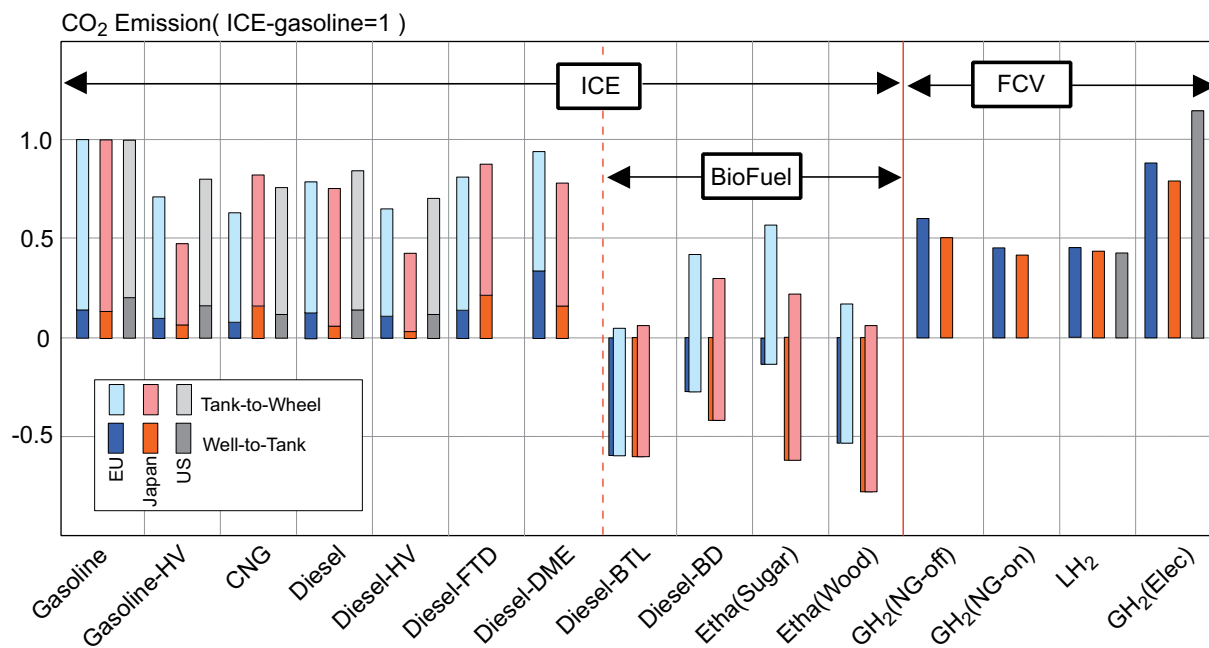 CO₂ Emission( ICE-gasoline=1 )
ICE
FCV
BioFuel
1.0
0.5
0
-0.5
Tank-to-Wheel
Well-to-Tank
EU
Japan
US
Gasoline
Gasoline-HV
CNG
Diesel
Diesel-HV
Diesel-FTD
Diesel-DME
Diesel-BTL
Diesel-BD
Etha(Sugar)
Etha(Wood)
GH₂(NG-off)
GH₂(NG-on)
LH₂
GH₂(Elec)